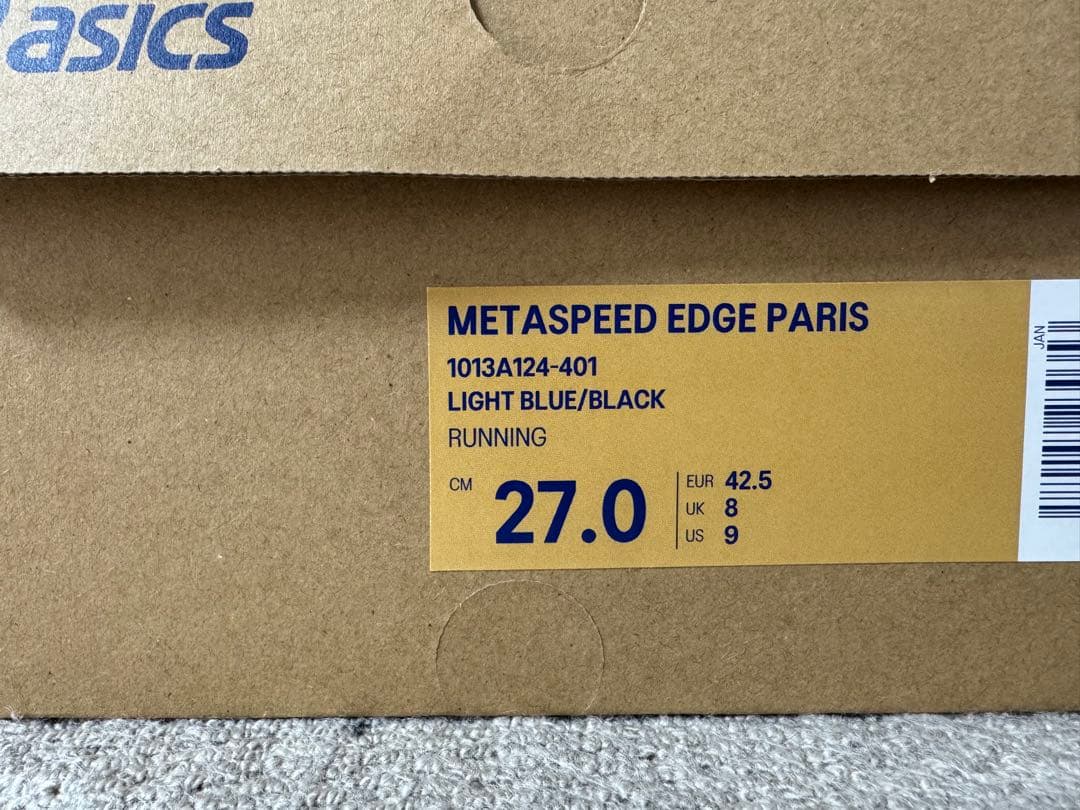 asics
METASPEED EDGE PARIS
1013A124-401
LIGHT BLUE/BLACK
RUNNING
CM 27.0
EUR 42.5
UK 8
US 9
JAN